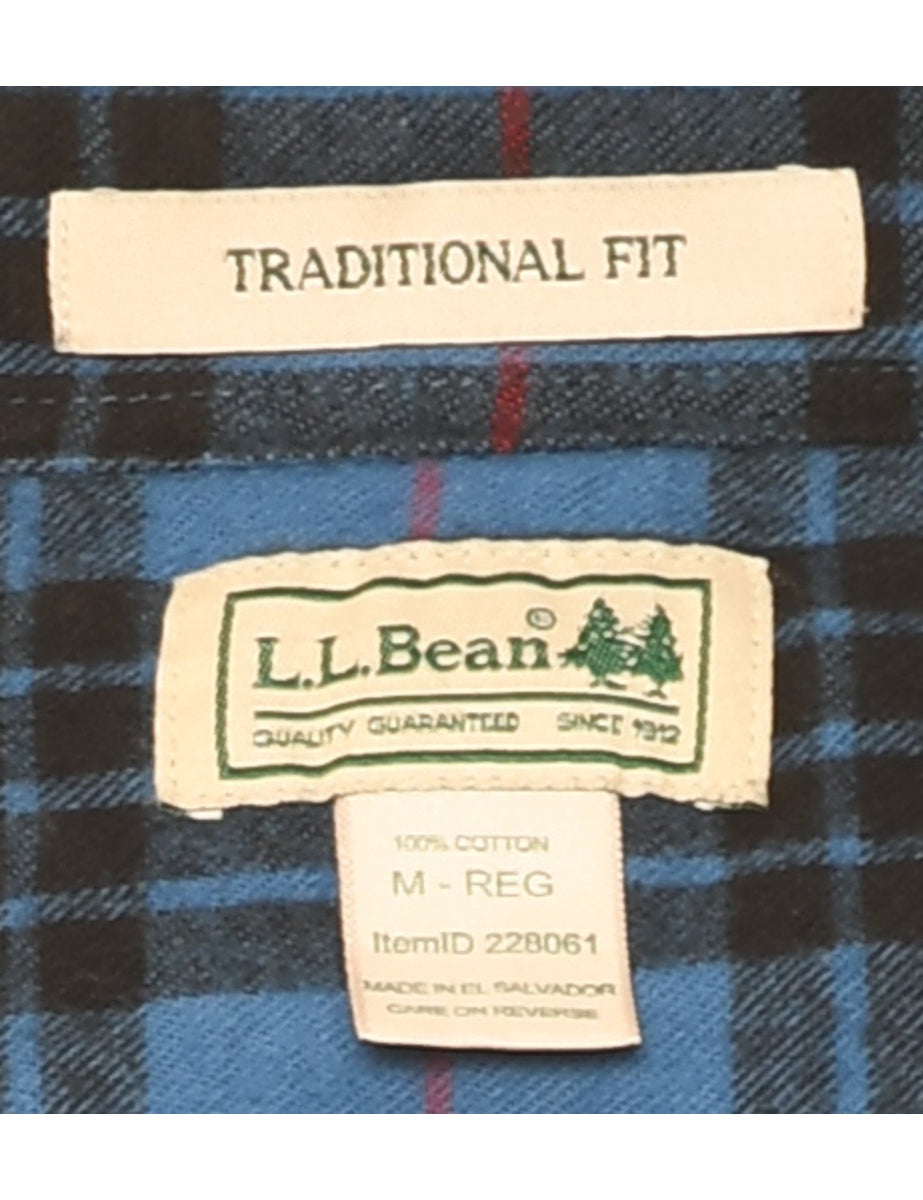 TRADITIONAL FIT
L.L.Bean®
QUALITY GUARANTEED SINCE 1912
100% COTTON
M - REG
ItemID 228061
MADE IN EL SALVADOR
CARE ON REVERSE